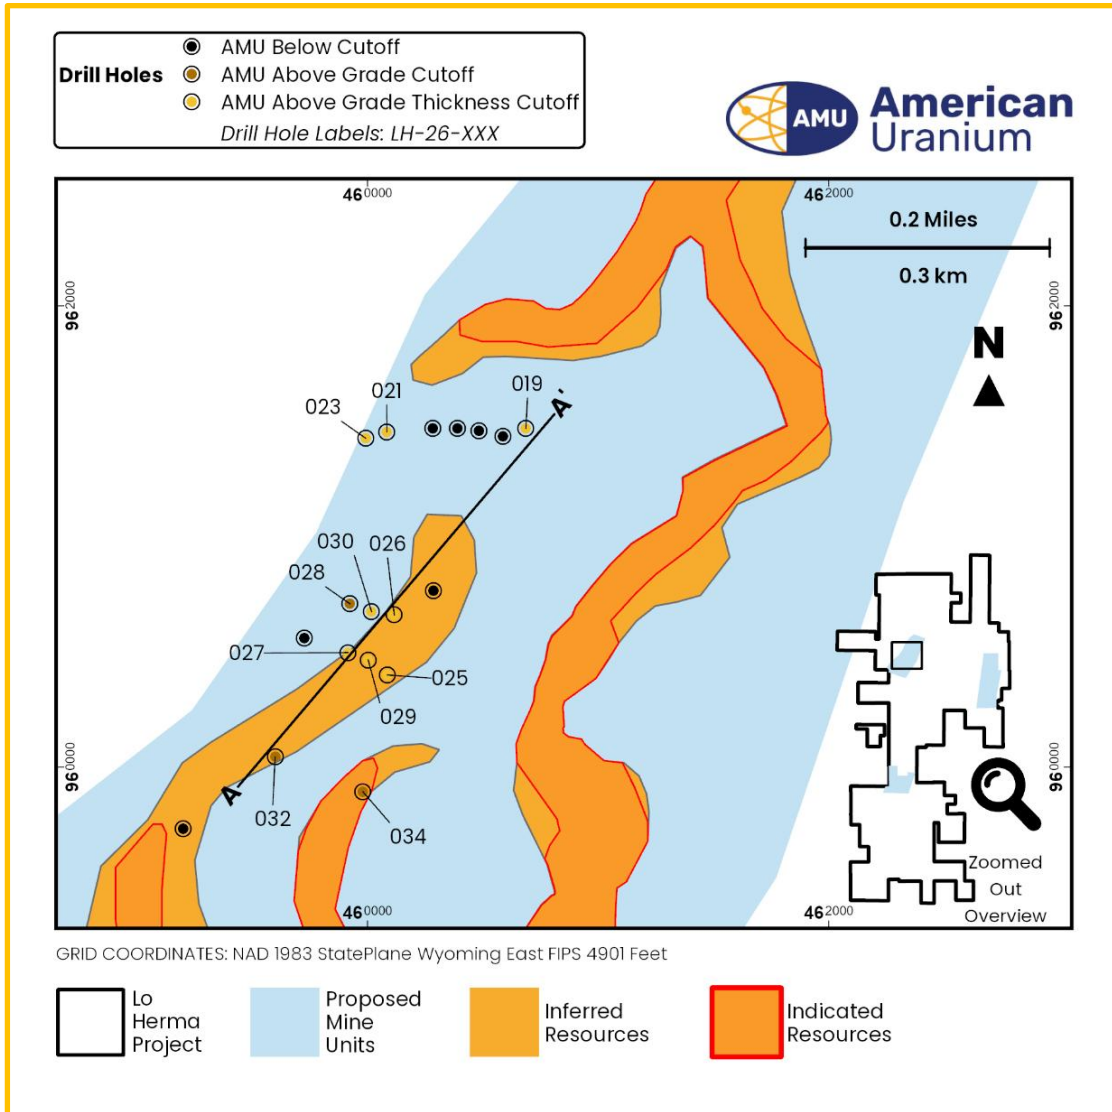 Drill Holes
AMU Below Cutoff
AMU Above Grade Cutoff
AMU Above Grade Thickness Cutoff
Drill Hole Labels: LH-26-XXX
AMU
American
Uranium
460000
462000
0.2 Miles
0.3 km
962000
962000
N
019
021
023
A'
030
026
028
027
025
029
960000
960000
A
032
034
Zoomed
Out
Overview
460000
462000
GRID COORDINATES: NAD 1983 StatePlane Wyoming East FIPS 4901 Feet
Lo
Herma
Project
Proposed
Mine
Units
Inferred
Resources
Indicated
Resources